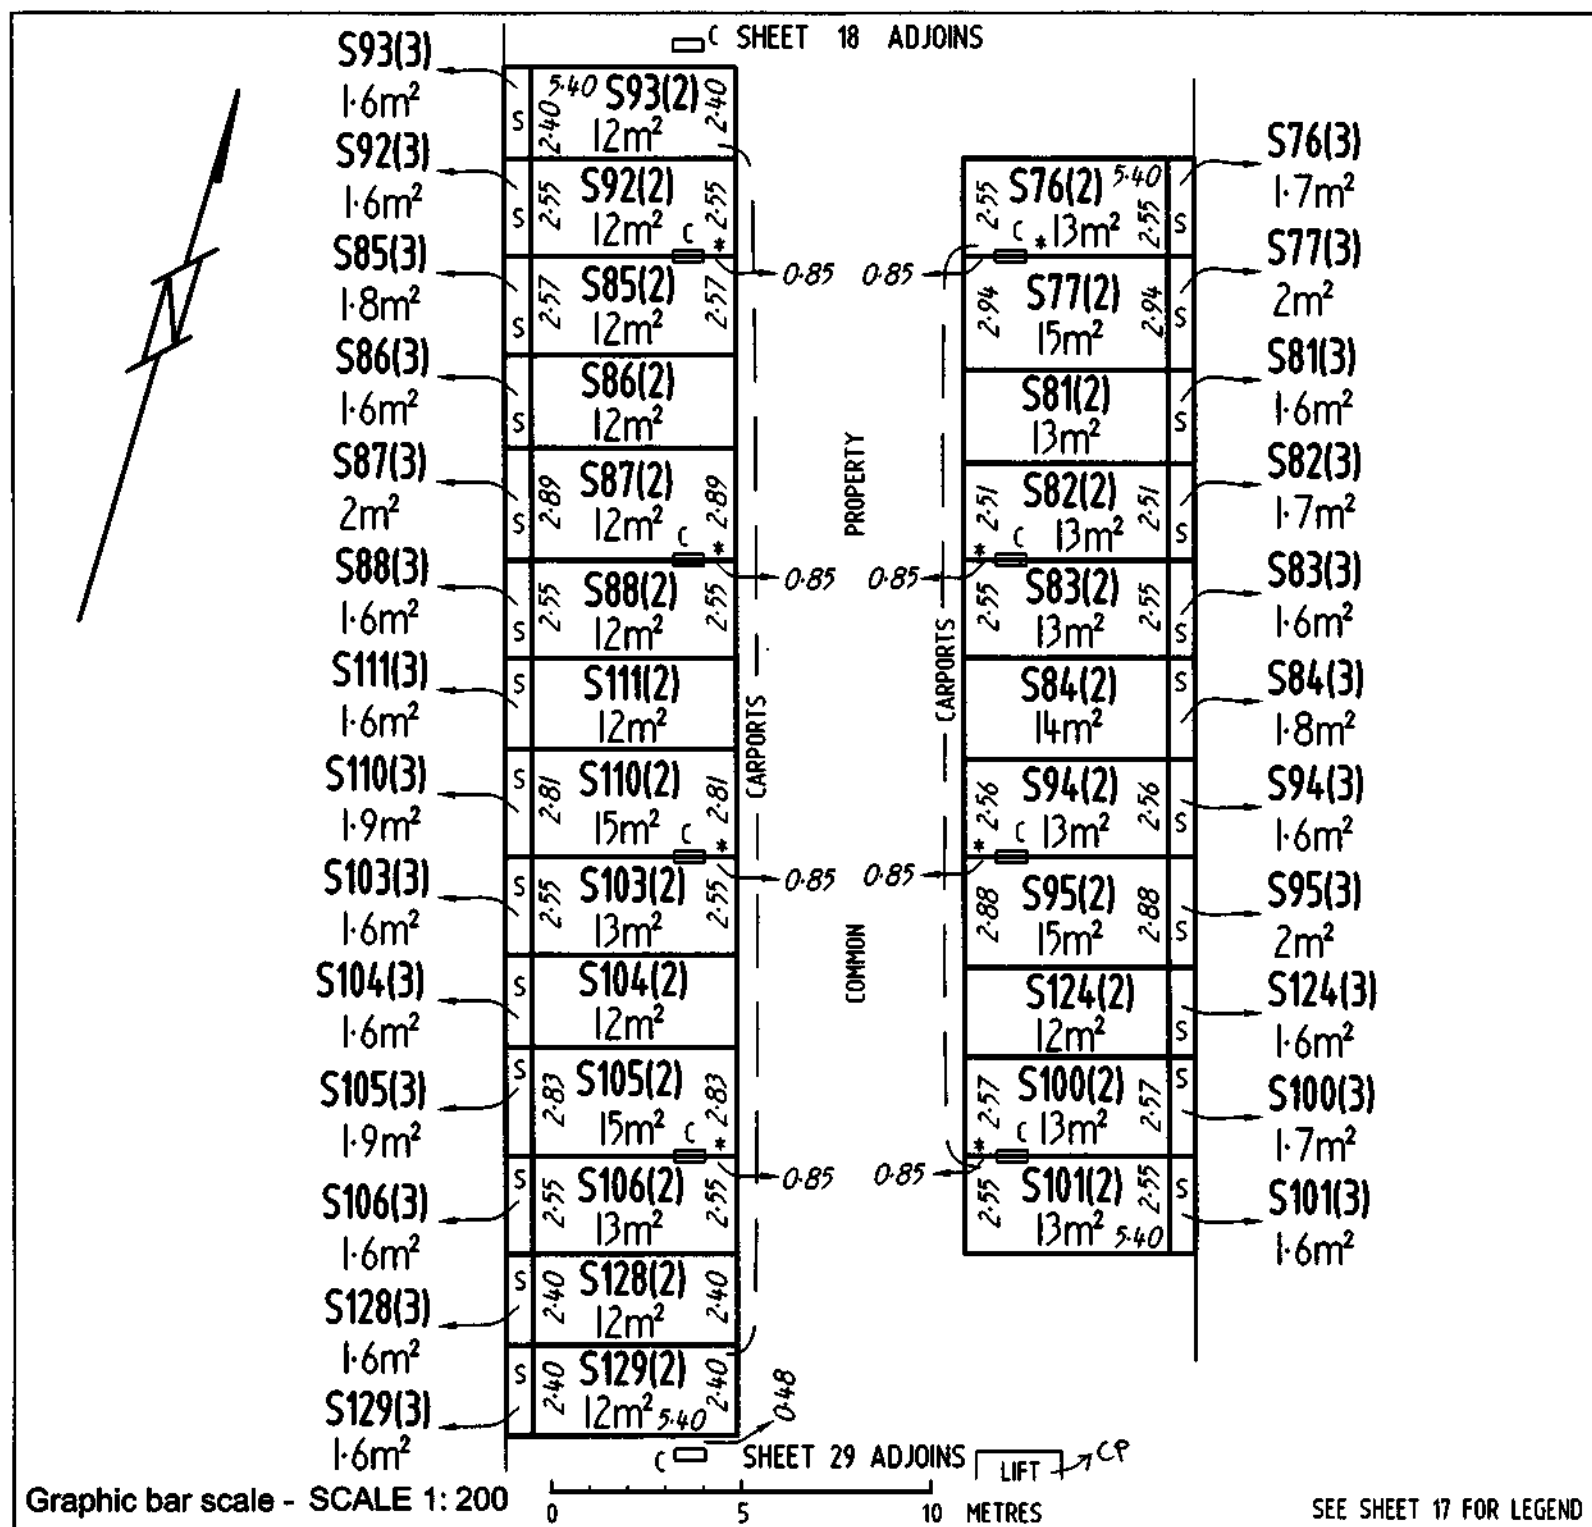 C SHEET 18 ADJOINS
S93(3)
1·6m²
S92(3)
1·6m²
S85(3)
1·8m²
S86(3)
1·6m²
S87(3)
2m²
S88(3)
1·6m²
S111(3)
1·6m²
S110(3)
1·9m²
S103(3)
1·6m²
S104(3)
1·6m²
S105(3)
1·9m²
S106(3)
1·6m²
S128(3)
1·6m²
S129(3)
1·6m²
S 2·40 5·40 S93(2) 2·40
12m²
S 2·55 S92(2) 2·55
12m² C *
0·85
S 2·57 S85(2) 2·57
12m²
S S86(2)
12m²
S 2·89 S87(2) 2·89
12m² C *
0·85
S 2·55 S88(2) 2·55
12m²
S S111(2)
12m²
S 2·81 S110(2) 2·81
15m² C *
0·85
S 2·55 S103(2) 2·55
13m²
S S104(2)
12m²
S 2·83 S105(2) 2·83
15m² C *
0·85
S 2·55 S106(2) 2·55
13m²
S 2·40 S128(2) 2·40
12m²
S 2·40 S129(2) 2·40
12m² 5·40
0·48
CARPORTS
COMMON PROPERTY
CARPORTS
2·55 S76(2) 5·40 2·55 S
C * 13m²
0·85
2·94 S77(2) 2·94 S
15m²
S81(2) S
13m²
2·51 S82(2) 2·51 S
* C 13m²
0·85
2·55 S83(2) 2·55 S
13m²
S84(2) S
14m²
2·56 S94(2) 2·56 S
* C 13m²
0·85
2·88 S95(2) 2·88 S
15m²
S124(2) S
12m²
2·57 S100(2) 2·57 S
* C 13m²
0·85
2·55 S101(2) 2·55 S
13m² 5·40
S76(3)
1·7m²
S77(3)
2m²
S81(3)
1·6m²
S82(3)
1·7m²
S83(3)
1·6m²
S84(3)
1·8m²
S94(3)
1·6m²
S95(3)
2m²
S124(3)
1·6m²
S100(3)
1·7m²
S101(3)
1·6m²
C SHEET 29 ADJOINS
LIFT CP
Graphic bar scale - SCALE 1: 200
0 5 10 METRES
SEE SHEET 17 FOR LEGEND